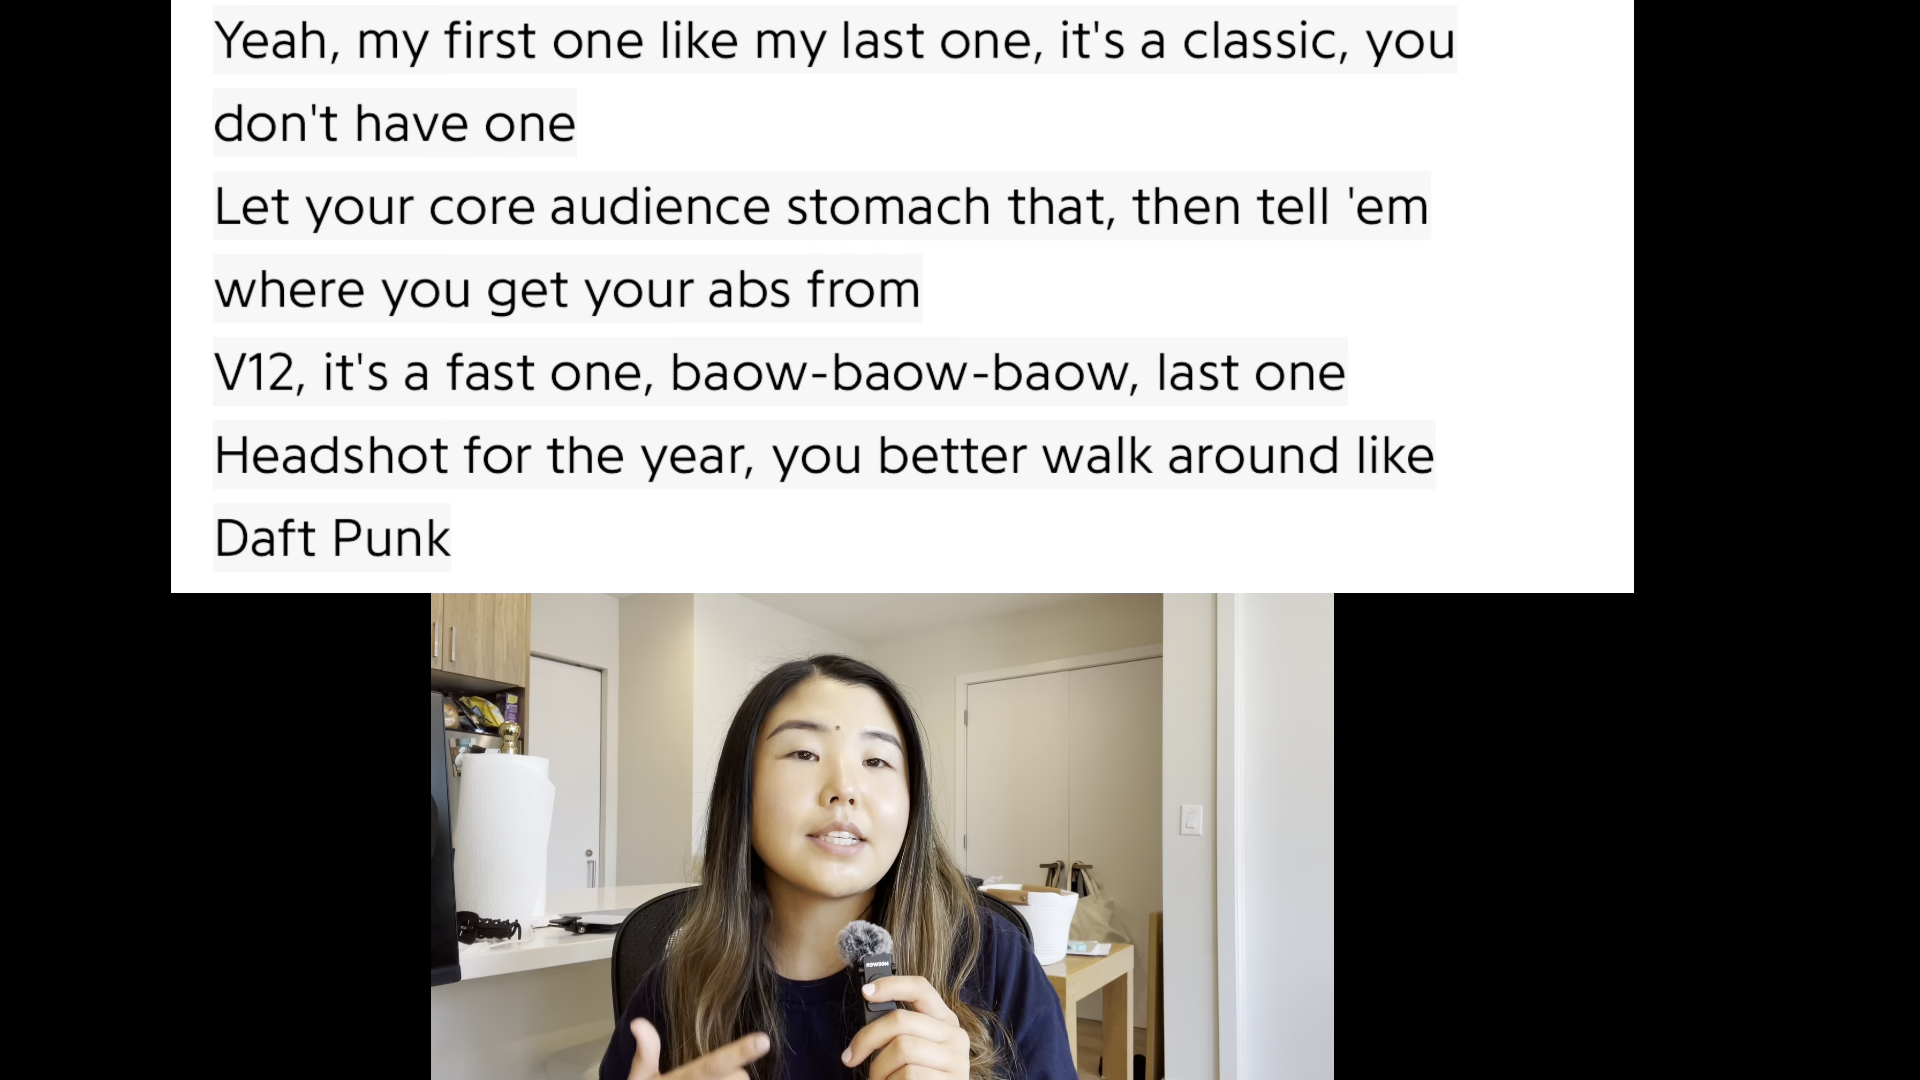 Yeah, my first one like my last one, it's a classic, you
don't have one
Let your core audience stomach that, then tell 'em
where you get your abs from
V12, it's a fast one, baow-baow-baow, last one
Headshot for the year, you better walk around like
Daft Punk